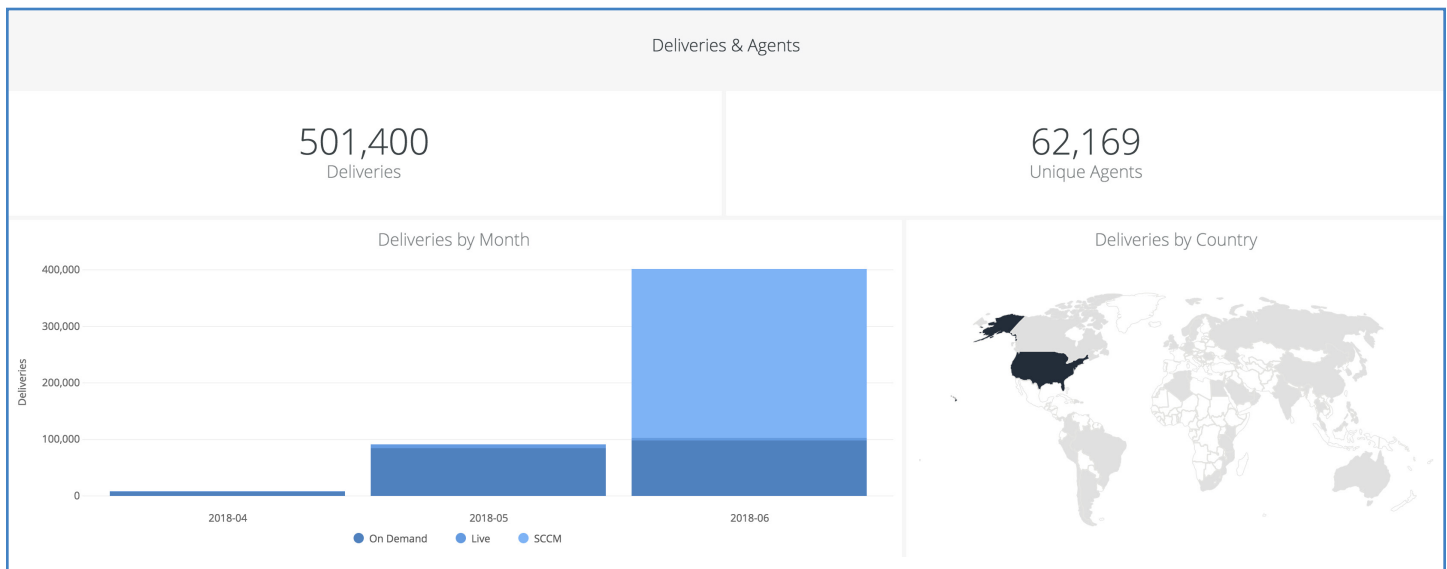 Deliveries & Agents
501,400
Deliveries
62,169
Unique Agents
Deliveries by Month
400,000
300,000
200,000
100,000
0
Deliveries
2018-04
2018-05
2018-06
On Demand
Live
SCCM
Deliveries by Country